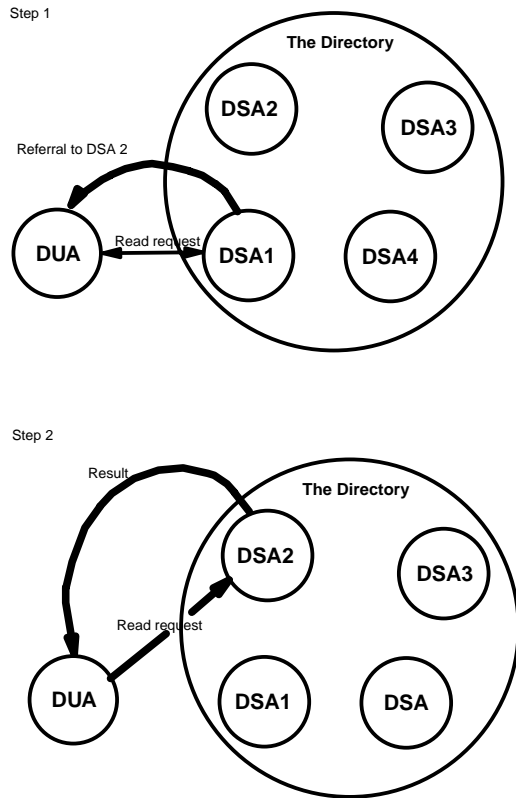 Step 1
The Directory
DSA2
DSA3
Referral to DSA 2
Read request
DUA
DSA1
DSA4
Step 2
Result
The Directory
DSA2
DSA3
Read request
DUA
DSA1
DSA